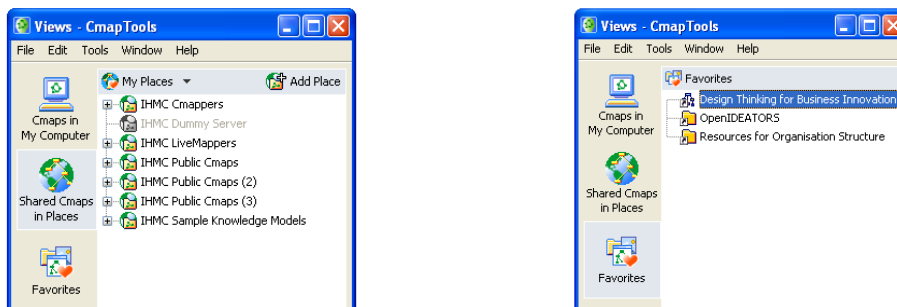 Views - CmapTools
File Edit Tools Window Help
My Places
Add Place
IHMC Cmappers
IHMC Dummy Server
IHMC LiveMappers
IHMC Public Cmaps
IHMC Public Cmaps (2)
IHMC Public Cmaps (3)
IHMC Sample Knowledge Models
Cmaps in
My Computer
Shared Cmaps
in Places
Favorites
Views - CmapTools
File Edit Tools Window Help
Favorites
Design Thinking for Business Innovation
OpenIDEATORS
Resources for Organisation Structure
Cmaps in
My Computer
Shared Cmaps
in Places
Favorites